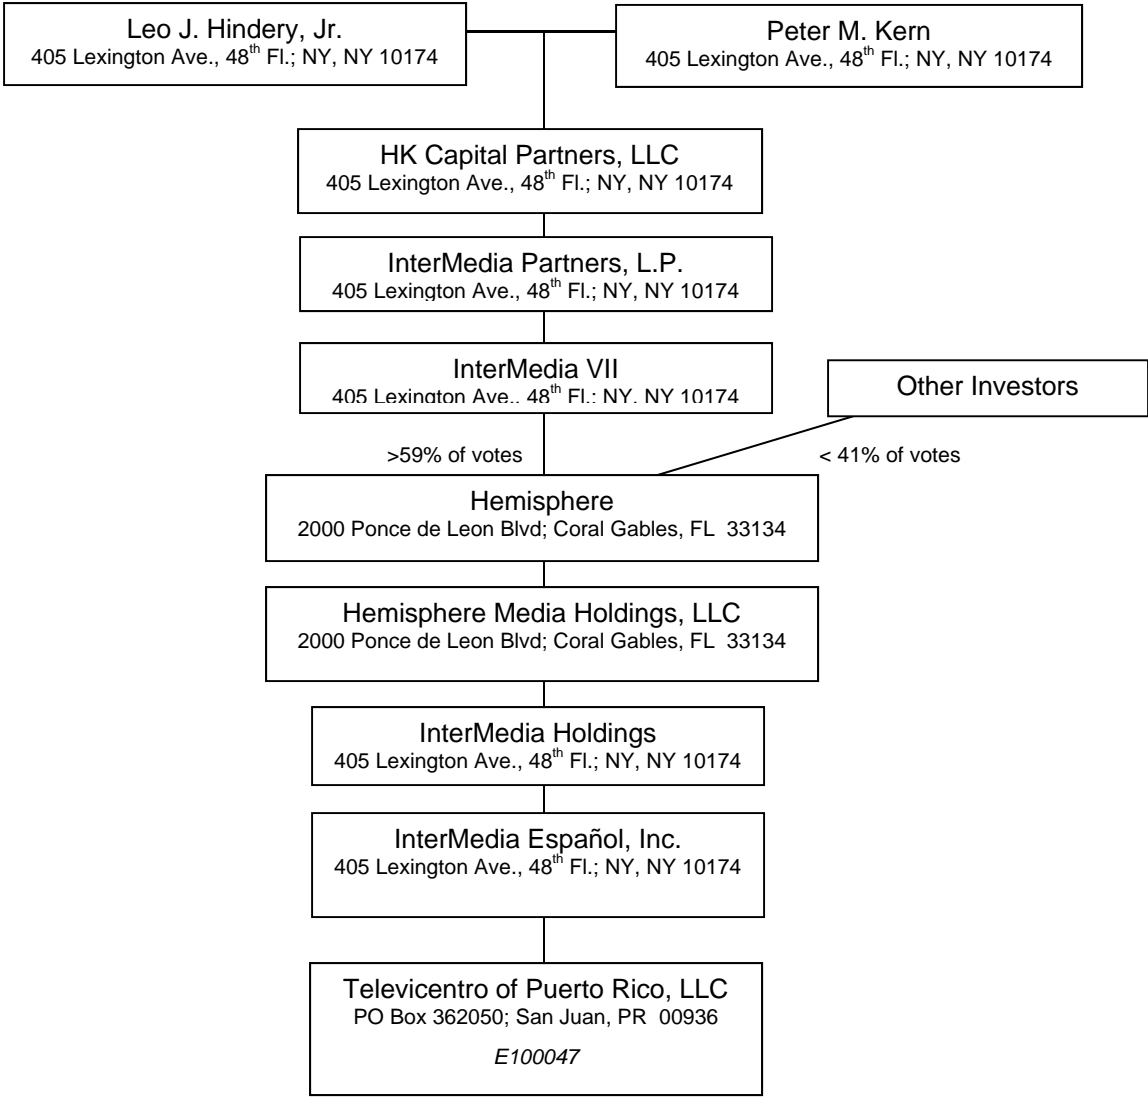 Leo J. Hindery, Jr.
405 Lexington Ave., 48th Fl.; NY, NY 10174
Peter M. Kern
405 Lexington Ave., 48th Fl.; NY, NY 10174
HK Capital Partners, LLC
405 Lexington Ave., 48th Fl.; NY, NY 10174
InterMedia Partners, L.P.
405 Lexington Ave., 48th Fl.; NY, NY 10174
InterMedia VII
405 Lexington Ave., 48th Fl.; NY, NY 10174
Other Investors
>59% of votes
< 41% of votes
Hemisphere
2000 Ponce de Leon Blvd; Coral Gables, FL 33134
Hemisphere Media Holdings, LLC
2000 Ponce de Leon Blvd; Coral Gables, FL 33134
InterMedia Holdings
405 Lexington Ave., 48th Fl.; NY, NY 10174
InterMedia Español, Inc.
405 Lexington Ave., 48th Fl.; NY, NY 10174
Televicentro of Puerto Rico, LLC
PO Box 362050; San Juan, PR 00936
E100047